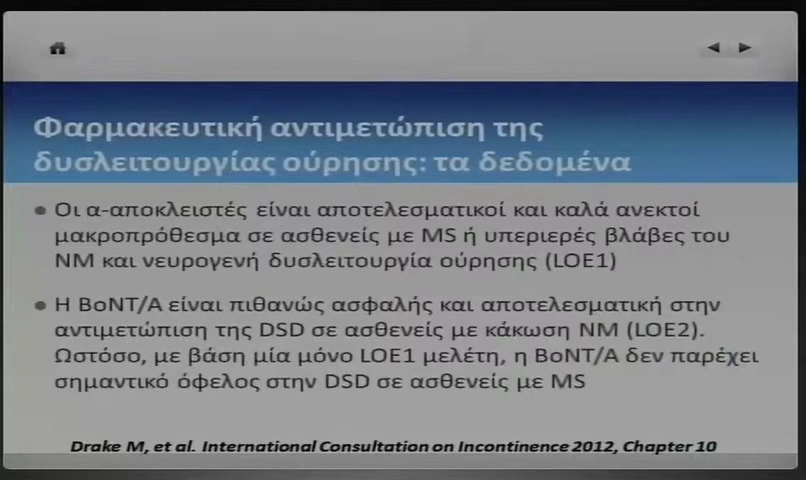 Φαρμακευτική αντιμετώπιση της
δυσλειτουργίας ούρησης: τα δεδομένα
• Οι α-αποκλειστές είναι αποτελεσματικοί και καλά ανεκτοί
μακροπρόθεσμα σε ασθενείς με MS ή υπεριερές βλάβες του
ΝΜ και νευρογενή δυσλειτουργία ούρησης (LOE1)
• Η BoNT/A είναι πιθανώς ασφαλής και αποτελεσματική στην
αντιμετώπιση της DSD σε ασθενείς με κάκωση ΝΜ (LOE2).
Ωστόσο, με βάση μία μόνο LOE1 μελέτη, η BoNT/A δεν παρέχει
σημαντικό όφελος στην DSD σε ασθενείς με MS
Drake M, et al. International Consultation on Incontinence 2012, Chapter 10